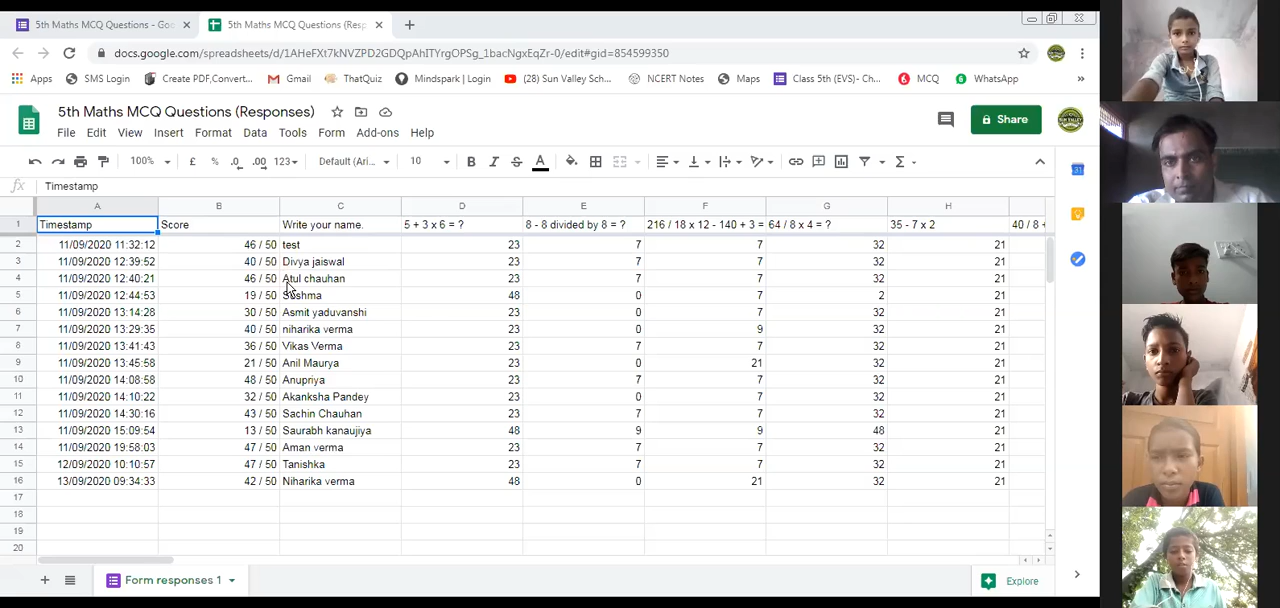 5th Maths MCQ Questions - Goo
5th Maths MCQ Questions (Resp
docs.google.com/spreadsheets/d/1AHeFXt7kNVZPD2GDQpAhITYrgOPSg_1bacNgxEqZr-0/edit#gid=854599350
Apps SMS Login Create PDF,Convert... Gmail ThatQuiz Mindspark | Login (28) Sun Valley Sch... NCERT Notes Maps Class 5th (EVS)- Ch... MCQ WhatsApp »
5th Maths MCQ Questions (Responses)
File Edit View Insert Format Data Tools Form Add-ons Help
Share
100% £ % .0 .00 123 Default (Ari... 10 B I S A Σ
fx Timestamp
A B C D E F G H
1 Timestamp Score Write your name. 5 + 3 x 6 = ? 8 - 8 divided by 8 = ? 216 / 18 x 12 - 140 + 3 = 64 / 8 x 4 = ? 35 - 7 x 2 40 / 8 +
2 11/09/2020 11:32:12 46 / 50 test 23 7 7 32 21
3 11/09/2020 12:39:52 40 / 50 Divya jaiswal 23 7 7 32 21
4 11/09/2020 12:40:21 46 / 50 Atul chauhan 23 7 7 32 21
5 11/09/2020 12:44:53 19 / 50 Sushma 48 0 7 2 21
6 11/09/2020 13:14:28 30 / 50 Asmit yaduvanshi 23 0 7 32 21
7 11/09/2020 13:29:35 40 / 50 niharika verma 23 0 9 32 21
8 11/09/2020 13:41:43 36 / 50 Vikas Verma 23 7 7 32 21
9 11/09/2020 13:45:58 21 / 50 Anil Maurya 23 0 21 32 21
10 11/09/2020 14:08:58 48 / 50 Anupriya 23 7 7 32 21
11 11/09/2020 14:10:22 32 / 50 Akanksha Pandey 23 0 7 32 21
12 11/09/2020 14:30:16 43 / 50 Sachin Chauhan 23 7 7 32 21
13 11/09/2020 15:09:54 13 / 50 Saurabh kanaujiya 48 9 9 48 21
14 11/09/2020 19:58:03 47 / 50 Aman verma 23 7 7 32 21
15 12/09/2020 10:10:57 47 / 50 Tanishka 23 7 7 32 21
16 13/09/2020 09:34:33 42 / 50 Niharika verma 48 0 21 32 21
17
18
19
20
Form responses 1
Explore